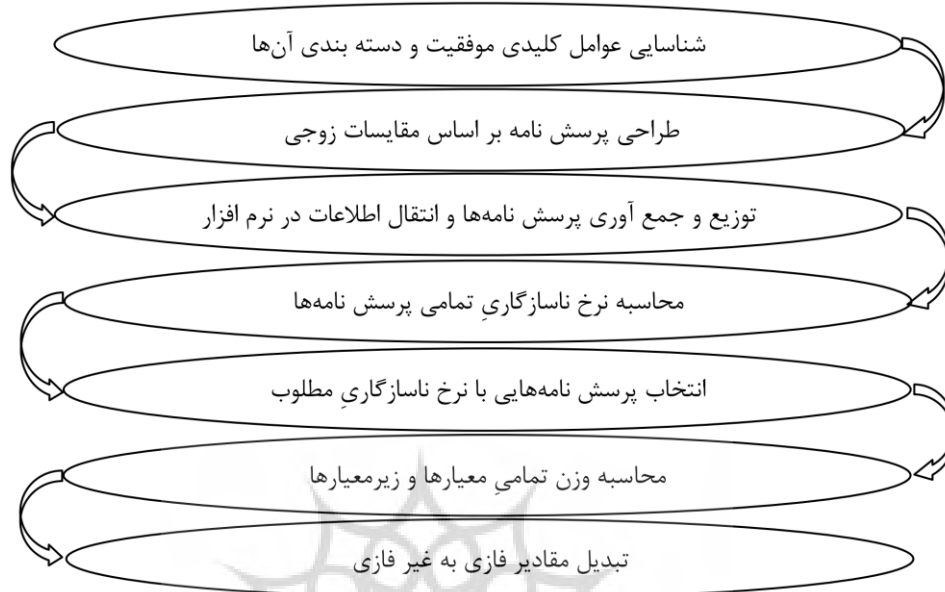 شناسایی عوامل کلیدی موفقیت و دسته بندی آن‌ها
طراحی پرسش نامه بر اساس مقایسات زوجی
توزیع و جمع آوری پرسش نامه‌ها و انتقال اطلاعات در نرم افزار
محاسبه نرخ ناسازگاریِ تمامی پرسش نامه‌ها
انتخاب پرسش نامه‌هایی با نرخ ناسازگاریِ مطلوب
محاسبه وزن تمامیِ معیارها و زیرمعیارها
تبدیل مقادیر فازی به غیر فازی